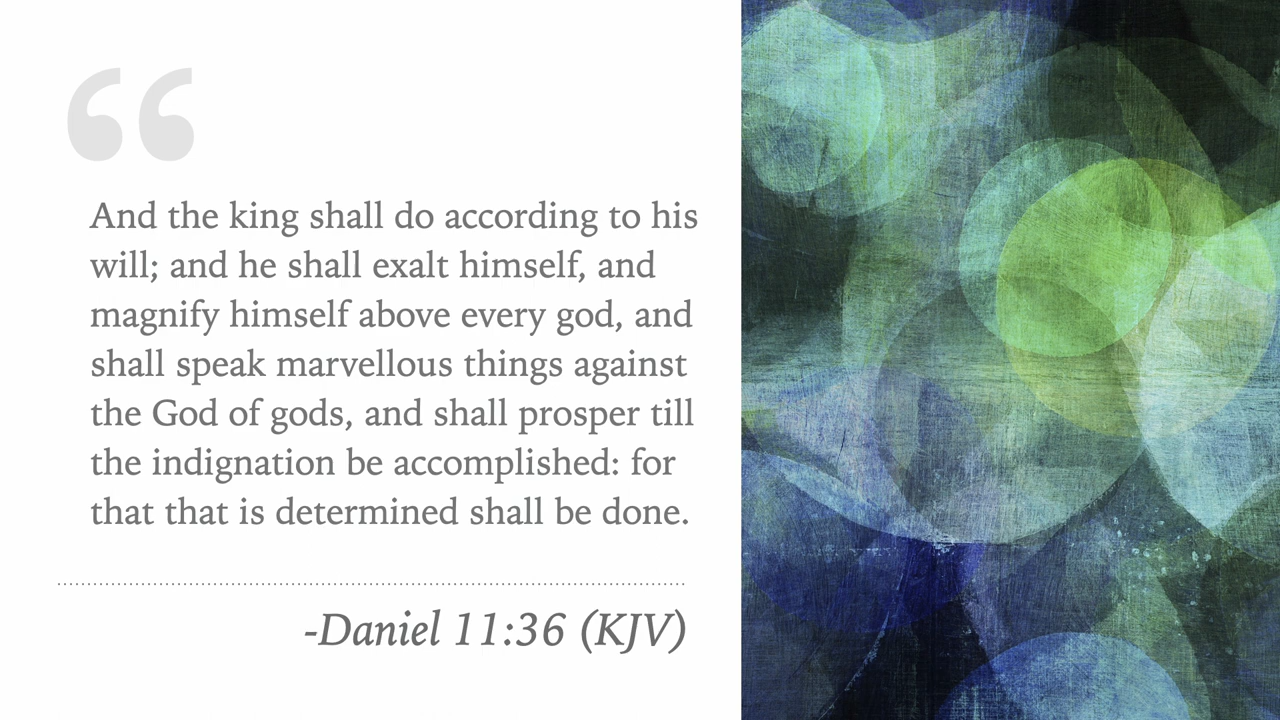 “
And the king shall do according to his
will; and he shall exalt himself, and
magnify himself above every god, and
shall speak marvellous things against
the God of gods, and shall prosper till
the indignation be accomplished: for
that that is determined shall be done.
-Daniel 11:36 (KJV)